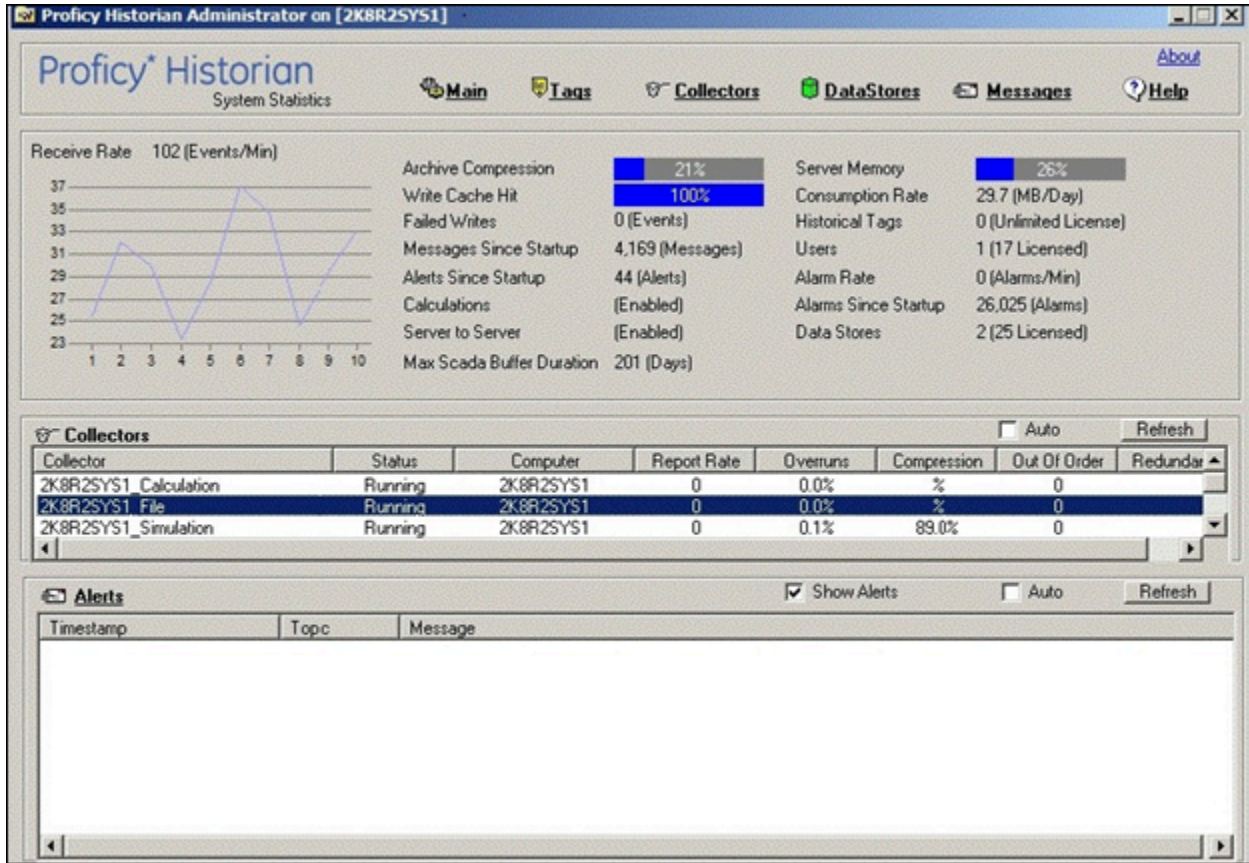 Proficy Historian Administrator on [2K8R2SYS1]
Proficy* Historian
System Statistics
Main
Tags
Collectors
DataStores
Messages
About
Help
Receive Rate 102 (Events/Min)
37
35
33
31
29
27
25
23
1 2 3 4 5 6 7 8 9 10
Archive Compression 21%
Write Cache Hit 100%
Failed Writes 0 (Events)
Messages Since Startup 4,169 (Messages)
Alerts Since Startup 44 (Alerts)
Calculations (Enabled)
Server to Server (Enabled)
Max Scada Buffer Duration 201 (Days)
Server Memory 26%
Consumption Rate 29.7 (MB/Day)
Historical Tags 0 (Unlimited License)
Users 1 (17 Licensed)
Alarm Rate 0 (Alarms/Min)
Alarms Since Startup 26,025 (Alarms)
Data Stores 2 (25 Licensed)
Collectors Auto Refresh
Collector Status Computer Report Rate Overruns Compression Out Of Order Redundar
2K8R2SYS1_Calculation Running 2K8R2SYS1 0 0.0% % 0
2K8R2SYS1_File Running 2K8R2SYS1 0 0.0% % 0
2K8R2SYS1_Simulation Running 2K8R2SYS1 0 0.1% 89.0% 0
Alerts Show Alerts Auto Refresh
Timestamp Topc Message